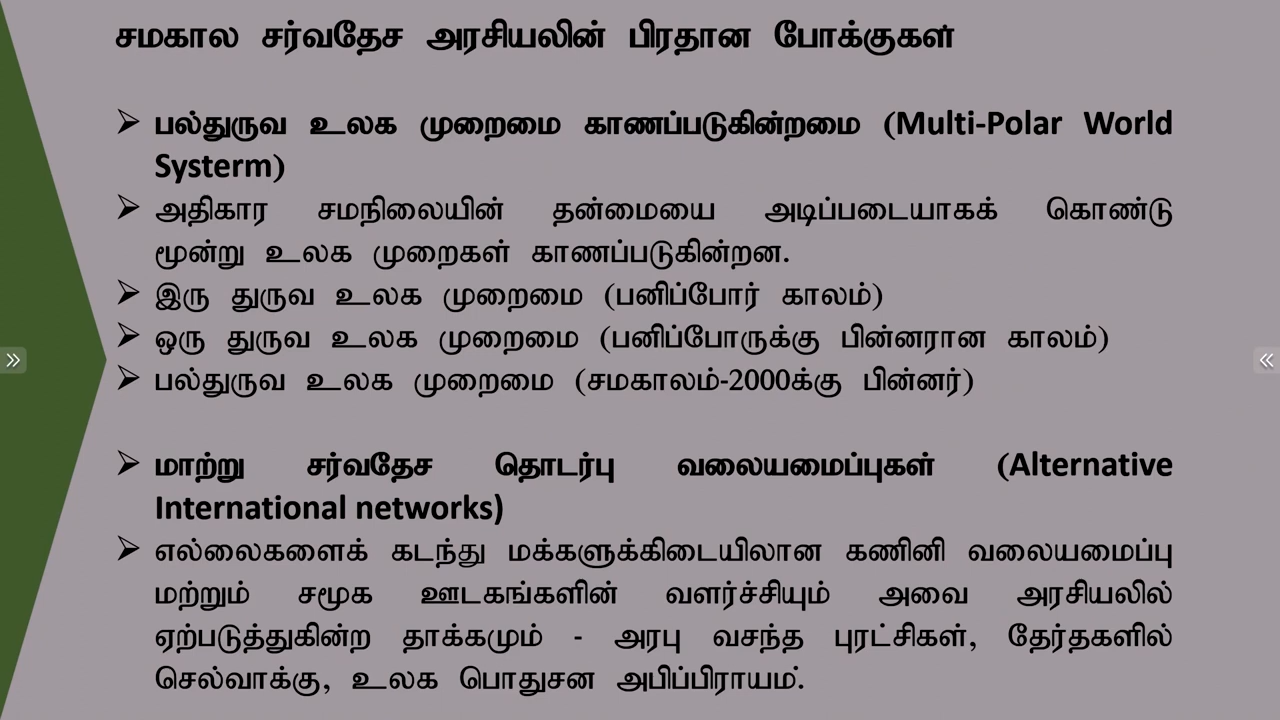 சமகால சர்வதேச அரசியலின் பிரதான போக்குகள்
➢ பல்துருவ உலக முறைமை காணப்படுகின்றமை (Multi-Polar World
Systerm)
➢ அதிகார சமநிலையின் தன்மையை அடிப்படையாகக் கொண்டு
மூன்று உலக முறைகள் காணப்படுகின்றன.
➢ இரு துருவ உலக முறைமை (பனிப்போர் காலம்)
➢ ஒரு துருவ உலக முறைமை (பனிப்போருக்கு பின்னரான காலம்)
➢ பல்துருவ உலக முறைமை (சமகாலம்-2000க்கு பின்னர்)
➢ மாற்று சர்வதேச தொடர்பு வலையமைப்புகள் (Alternative
International networks)
➢ எல்லைகளைக் கடந்து மக்களுக்கிடையிலான கணினி வலையமைப்பு
மற்றும் சமூக ஊடகங்களின் வளர்ச்சியும் அவை அரசியலில்
ஏற்படுத்துகின்ற தாக்கமும் - அரபு வசந்த புரட்சிகள், தேர்தகளில்
செல்வாக்கு, உலக பொதுசன அபிப்பிராயம்.